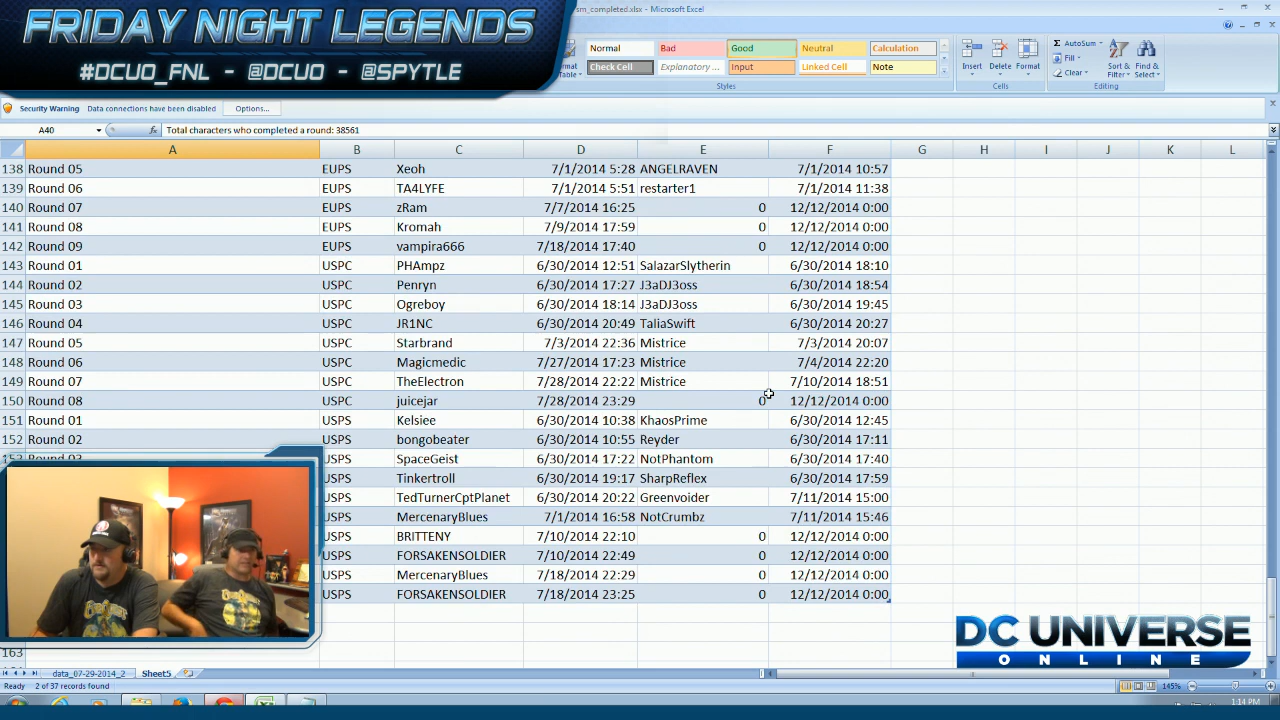 FRIDAY NIGHT LEGENDS
#DCUO_FNL - @DCUO - @SPYTLE
sm_completed.xlsx - Microsoft Excel
Normal Bad Good Neutral Calculation
Check Cell Explanatory ... Input Linked Cell Note
Table Styles
Insert Delete Format
Cells
AutoSum
Fill
Clear
Sort & Filter Find & Select
Editing
Security Warning Data connections have been disabled Options...
A40 fx Total characters who completed a round: 38561
A B C D E F G H I J K L
138 Round 05 EUPS Xeoh 7/1/2014 5:28 ANGELRAVEN 7/1/2014 10:57
139 Round 06 EUPS TA4LYFE 7/1/2014 5:51 restarter1 7/1/2014 11:38
140 Round 07 EUPS zRam 7/7/2014 16:25 0 12/12/2014 0:00
141 Round 08 EUPS Kromah 7/9/2014 17:59 0 12/12/2014 0:00
142 Round 09 EUPS vampira666 7/18/2014 17:40 0 12/12/2014 0:00
143 Round 01 USPC PHAmpz 6/30/2014 12:51 SalazarSlytherin 6/30/2014 18:10
144 Round 02 USPC Penryn 6/30/2014 17:27 J3aDJ3oss 6/30/2014 18:54
145 Round 03 USPC Ogreboy 6/30/2014 18:14 J3aDJ3oss 6/30/2014 19:45
146 Round 04 USPC JR1NC 6/30/2014 20:49 TaliaSwift 6/30/2014 20:27
147 Round 05 USPC Starbrand 7/3/2014 22:36 Mistrice 7/3/2014 20:07
148 Round 06 USPC Magicmedic 7/27/2014 17:23 Mistrice 7/4/2014 22:20
149 Round 07 USPC TheElectron 7/28/2014 22:22 Mistrice 7/10/2014 18:51
150 Round 08 USPC juicejar 7/28/2014 23:29 0 12/12/2014 0:00
151 Round 01 USPS Kelsiee 6/30/2014 10:38 KhaosPrime 6/30/2014 12:45
152 Round 02 USPS bongobeater 6/30/2014 10:55 Reyder 6/30/2014 17:11
153 Round 03 USPS SpaceGeist 6/30/2014 17:22 NotPhantom 6/30/2014 17:40
USPS Tinkertroll 6/30/2014 19:17 SharpReflex 6/30/2014 17:59
USPS TedTurnerCptPlanet 6/30/2014 20:22 Greenvoider 7/11/2014 15:00
USPS MercenaryBlues 7/1/2014 16:58 NotCrumbz 7/11/2014 15:46
USPS BRITTENY 7/10/2014 22:10 0 12/12/2014 0:00
USPS FORSAKENSOLDIER 7/10/2014 22:49 0 12/12/2014 0:00
USPS MercenaryBlues 7/18/2014 22:29 0 12/12/2014 0:00
USPS FORSAKENSOLDIER 7/18/2014 23:25 0 12/12/2014 0:00
163
DC UNIVERSE
ONLINE
data_07-29-2014_2 Sheet5
Ready 2 of 37 records found 145%
1:14 PM